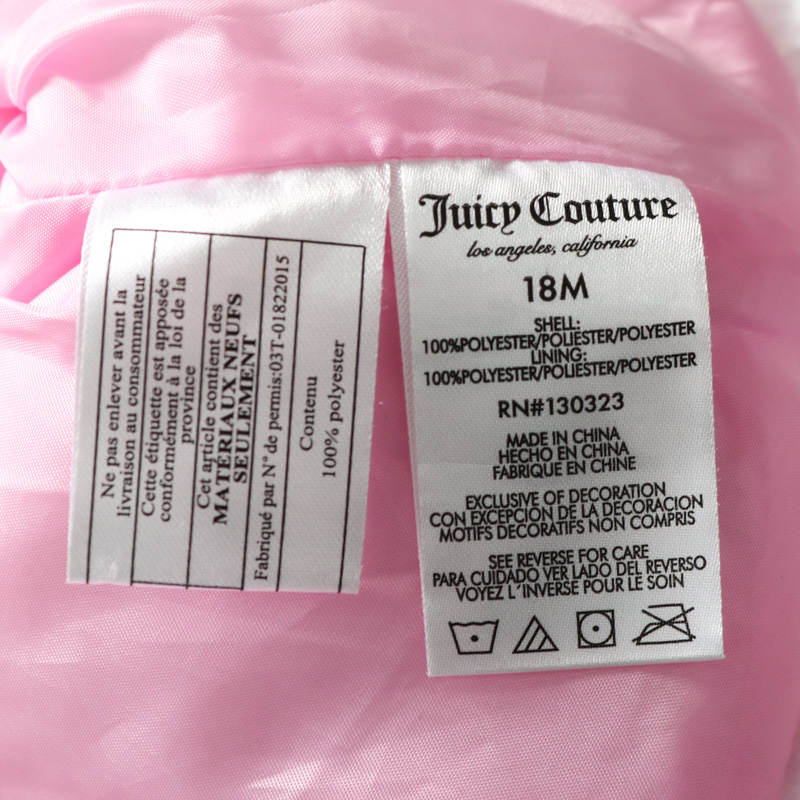 Ne pas enlever avant la
livraison au consommateur
Cette étiquette est apposée
conformément à la loi de la
province
Cet article contient des
MATÉRIAUX NEUFS
SEULEMENT
Fabriqué par N° de permis:03T-01822015
Contenu
100% polyester
Juicy Couture
los angeles, california
18M
SHELL:
100%POLYESTER/POLIESTER/POLYESTER
LINING:
100%POLYESTER/POLIESTER/POLYESTER
RN#130323
MADE IN CHINA
HECHO EN CHINA
FABRIQUE EN CHINE
EXCLUSIVE OF DECORATION
CON EXCEPCIÓN DE LA DECORACION
MOTIFS DECORATIFS NON COMPRIS
SEE REVERSE FOR CARE
PARA CUIDADO VER LADO DEL REVERSO
VOYEZ L'INVERSE POUR LE SOIN